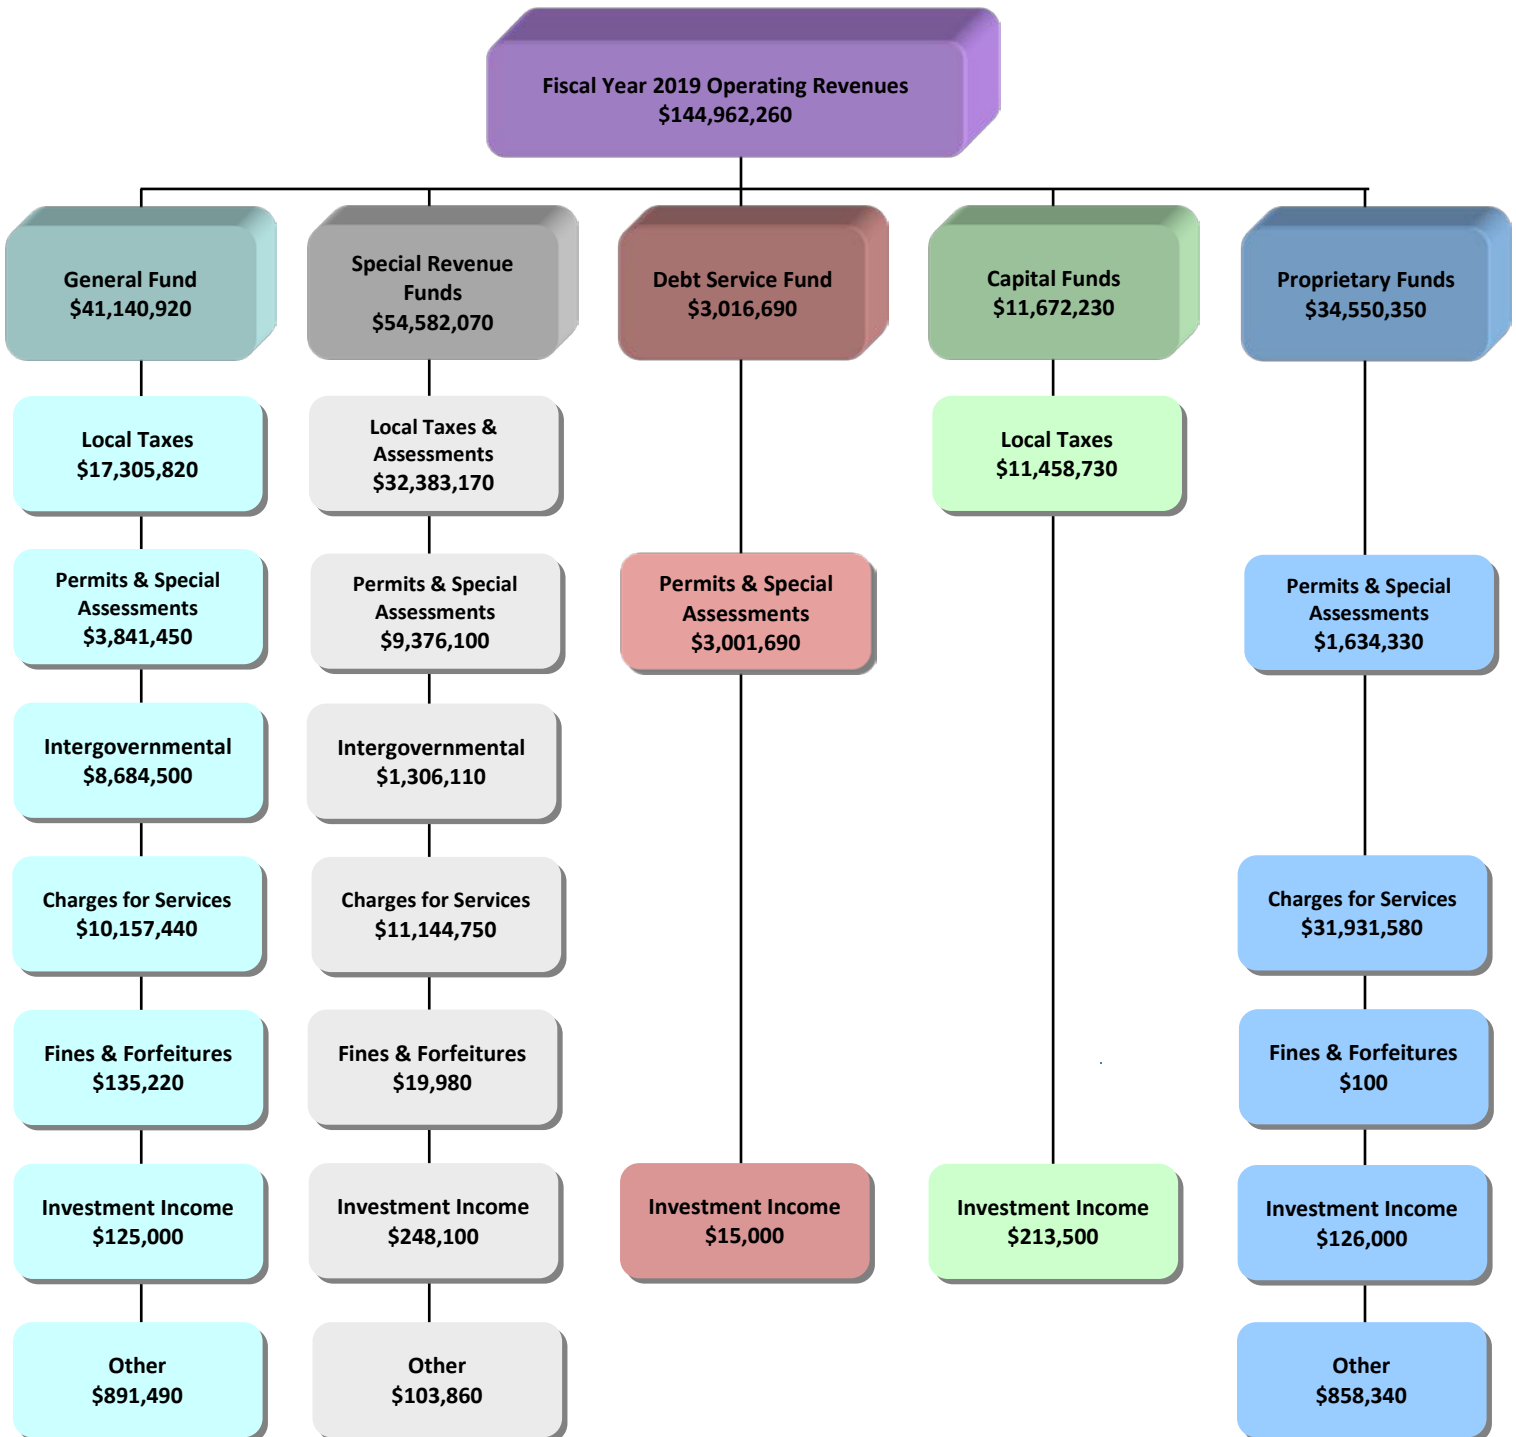 Fiscal Year 2019 Operating Revenues
$144,962,260
General Fund
$41,140,920
Special Revenue
Funds
$54,582,070
Debt Service Fund
$3,016,690
Capital Funds
$11,672,230
Proprietary Funds
$34,550,350
Local Taxes
$17,305,820
Local Taxes &
Assessments
$32,383,170
Local Taxes
$11,458,730
Permits & Special
Assessments
$3,841,450
Permits & Special
Assessments
$9,376,100
Permits & Special
Assessments
$3,001,690
Permits & Special
Assessments
$1,634,330
Intergovernmental
$8,684,500
Intergovernmental
$1,306,110
Charges for Services
$10,157,440
Charges for Services
$11,144,750
Charges for Services
$31,931,580
Fines & Forfeitures
$135,220
Fines & Forfeitures
$19,980
Fines & Forfeitures
$100
Investment Income
$125,000
Investment Income
$248,100
Investment Income
$15,000
Investment Income
$213,500
Investment Income
$126,000
Other
$891,490
Other
$103,860
Other
$858,340